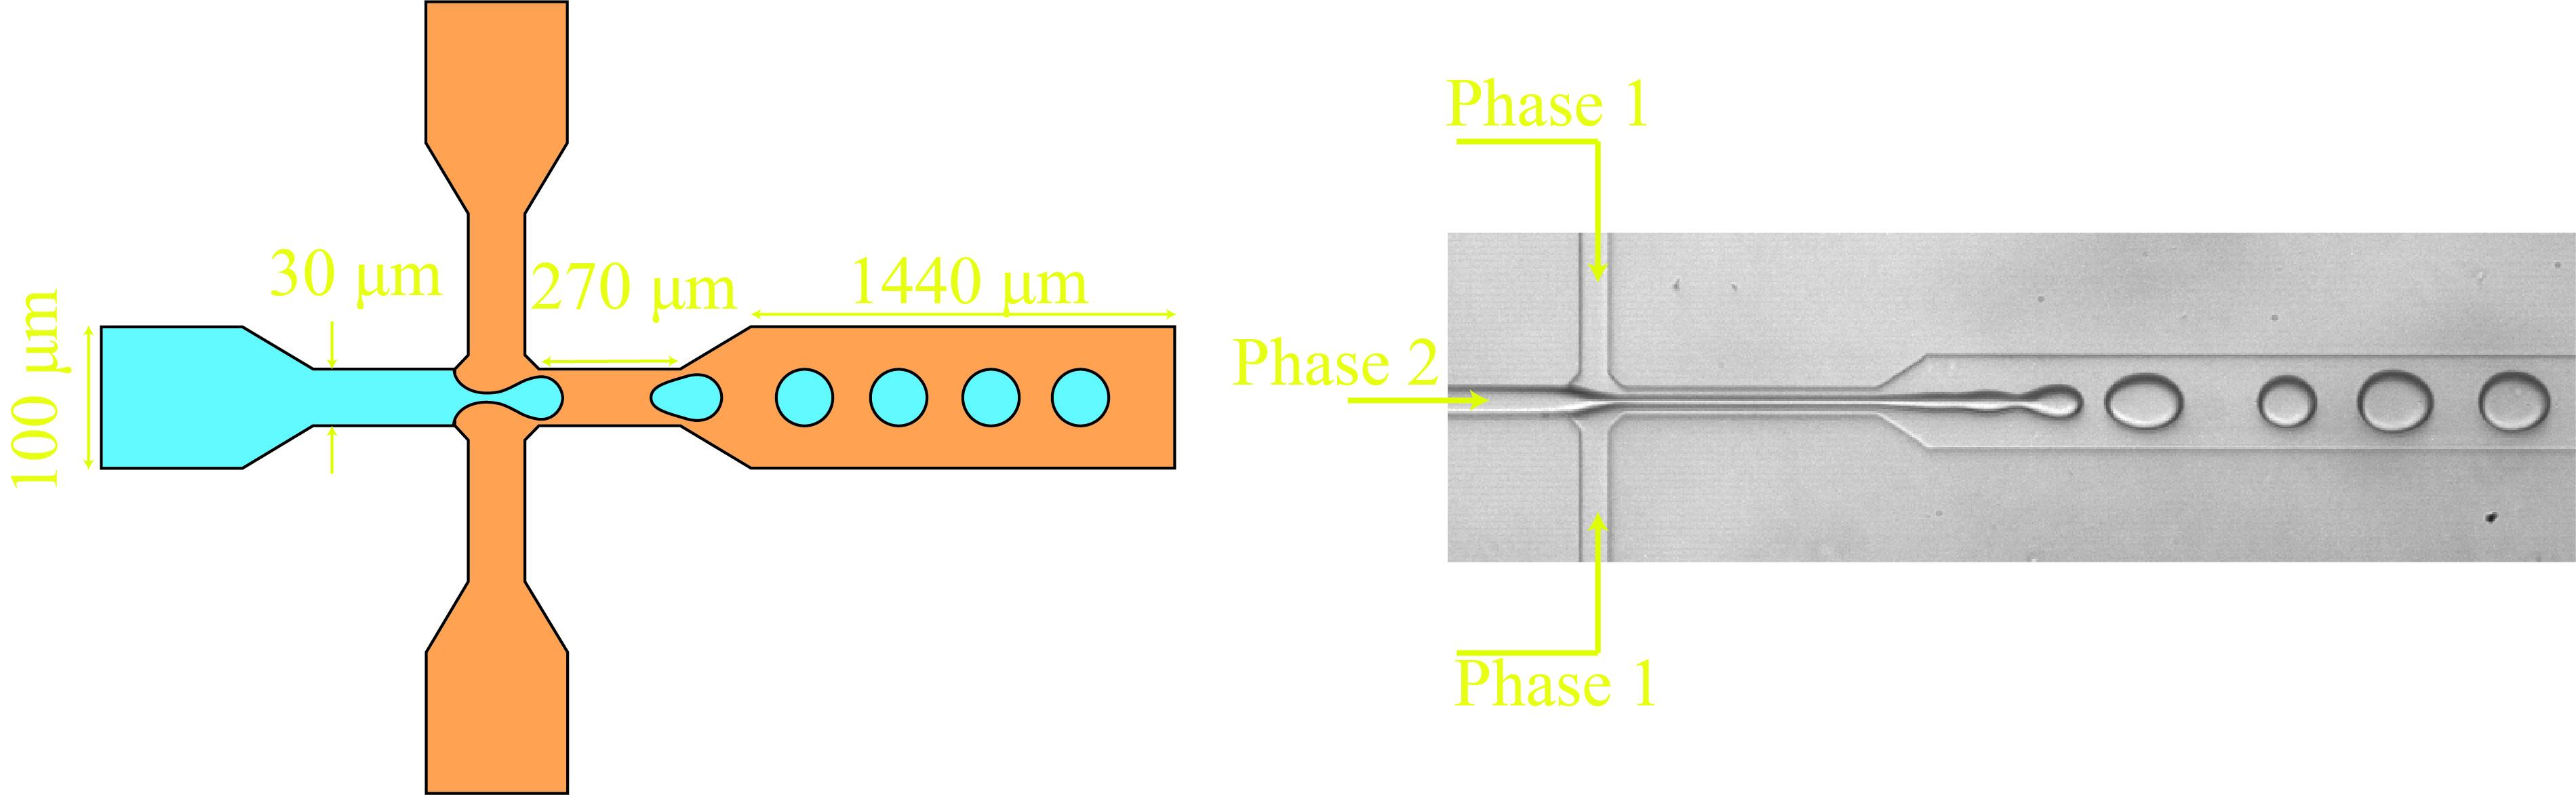 100 μm
30 μm
270 μm
1440 μm
Phase 1
Phase 2
Phase 1